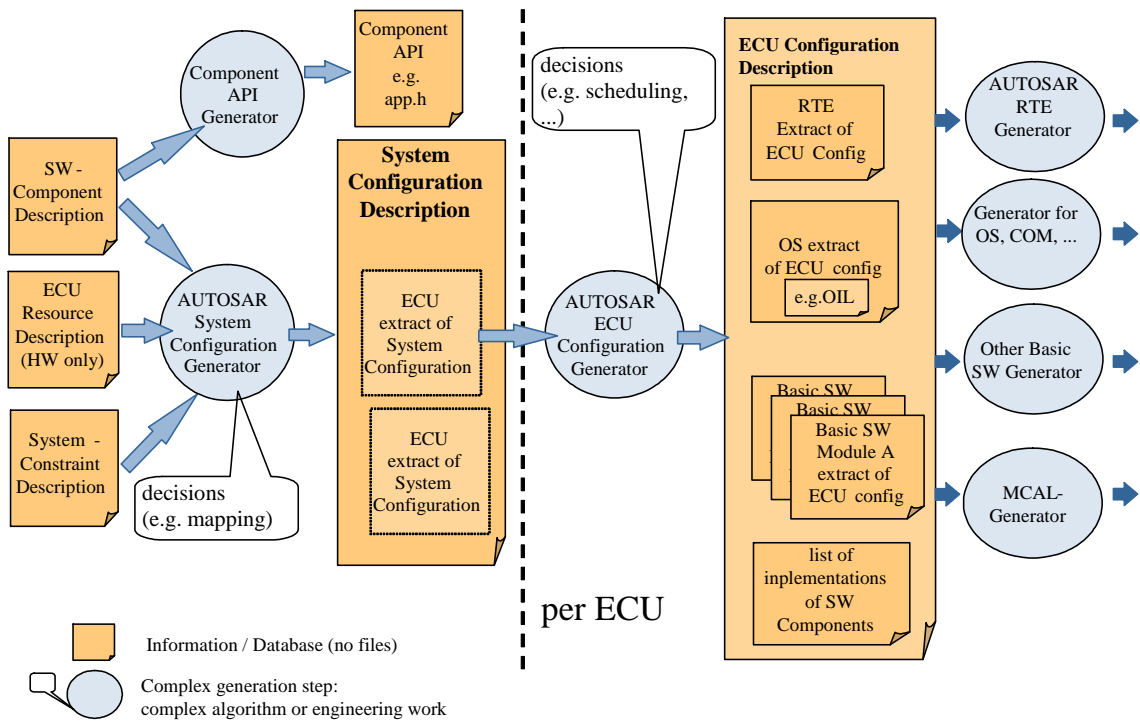 Component
API
Generator
Component
API
e.g.
app.h
SW -
Component
Description
ECU
Resource
Description
(HW only)
System -
Constraint
Description
AUTOSAR
System
Configuration
Generator
decisions
(e.g. mapping)
System
Configuration
Description
ECU
extract of
System
Configuration
ECU
extract of
System
Configuration
decisions
(e.g. scheduling,
...)
AUTOSAR
ECU
Configuration
Generator
per ECU
ECU Configuration
Description
RTE
Extract of
ECU Config
OS extract
of ECU config
e.g.OIL
Basic SW
Basic SW
Basic SW
Module A
extract of
ECU config
list of
inplementations
of SW
Components
AUTOSAR
RTE
Generator
Generator for
OS, COM, ...
Other Basic
SW Generator
MCAL-
Generator
Information / Database (no files)
Complex generation step:
complex algorithm or engineering work